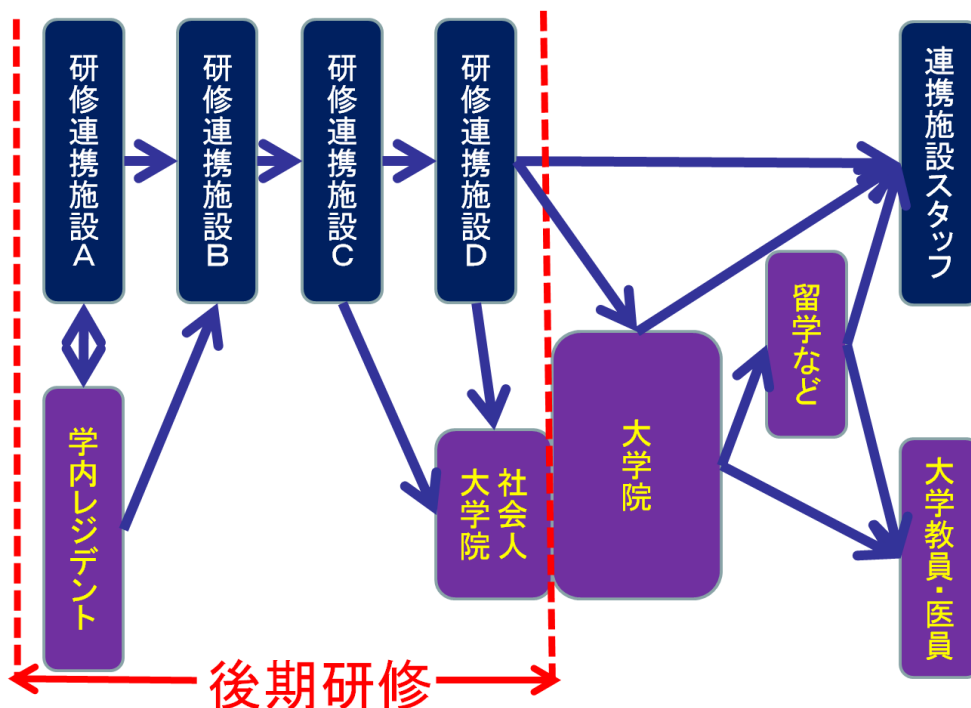 研修連携施設A
研修連携施設B
研修連携施設C
研修連携施設D
連携施設スタッフ
学内レジデント
社会人
大学院
大学院
留学など
大学教員・医員
後期研修